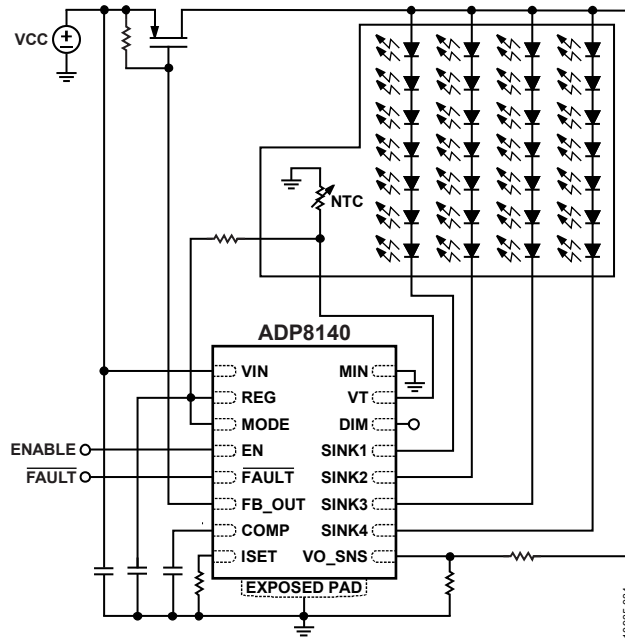 VCC
+
NTC
ADP8140
VIN
REG
MODE
EN
FAULT
FB_OUT
COMP
ISET
MIN
VT
DIM
SINK1
SINK2
SINK3
SINK4
VO_SNS
ENABLE
FAULT
EXPOSED PAD